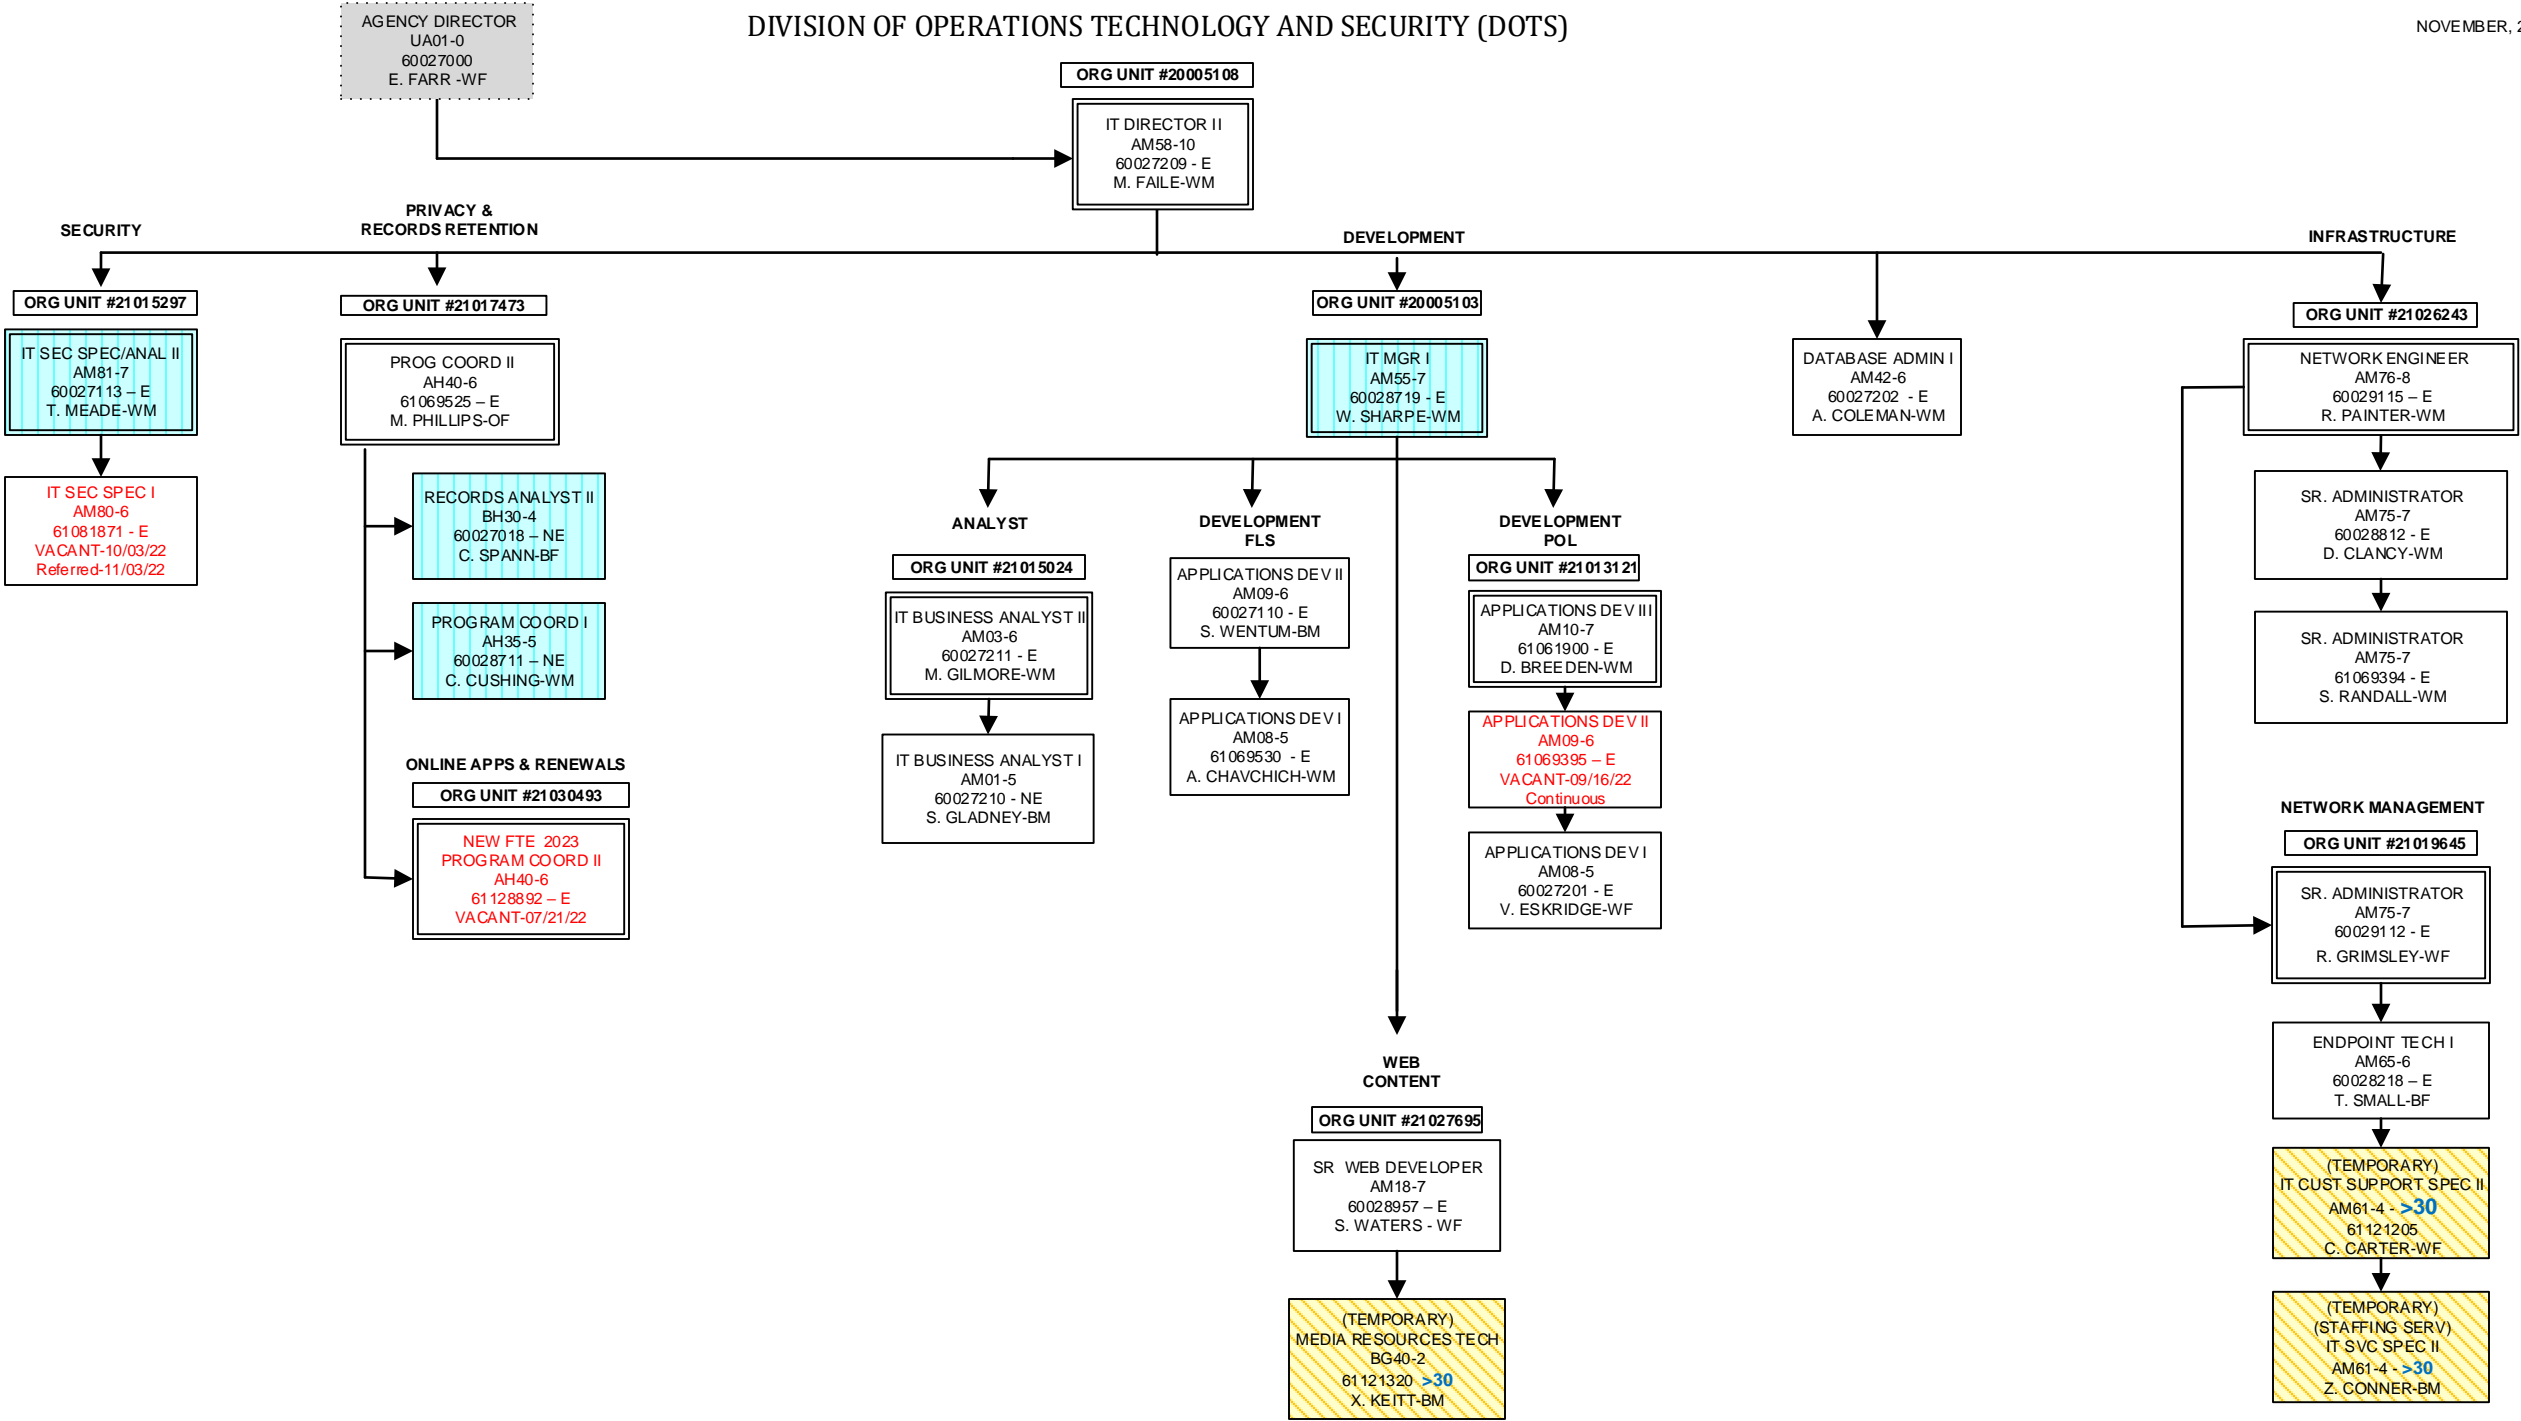 AGENCY DIRECTOR
UA01-0
60027000
E. FARR -WF
DIVISION OF OPERATIONS TECHNOLOGY AND SECURITY (DOTS)
NOVEMBER, 2
ORG UNIT #20005108
IT DIRECTOR II
AM58-10
60027209 - E
M. FAILE-WM
SECURITY
ORG UNIT #21015297
IT SEC SPEC/ANAL II
AM81-7
60027113 – E
T. MEADE-WM
IT SEC SPEC I
AM80-6
61081871 - E
VACANT-10/03/22
Referred-11/03/22
PRIVACY &
RECORDS RETENTION
ORG UNIT #21017473
PROG COORD II
AH40-6
61069525 – E
M. PHILLIPS-OF
RECORDS ANALYST II
BH30-4
60027018 – NE
C. SPANN-BF
PROGRAM COORD I
AH35-5
60028711 – NE
C. CUSHING-WM
ONLINE APPS & RENEWALS
ORG UNIT #21030493
NEW FTE 2023
PROGRAM COORD II
AH40-6
61128892 – E
VACANT-07/21/22
DEVELOPMENT
ORG UNIT #20005103
IT MGR I
AM55-7
60028719 - E
W. SHARPE-WM
ANALYST
ORG UNIT #21015024
IT BUSINESS ANALYST II
AM03-6
60027211 - E
M. GILMORE-WM
IT BUSINESS ANALYST I
AM01-5
60027210 - NE
S. GLADNEY-BM
DEVELOPMENT
FLS
APPLICATIONS DEV II
AM09-6
60027110 - E
S. WENTUM-BM
APPLICATIONS DEV I
AM08-5
61069530 - E
A. CHAVCHICH-WM
DEVELOPMENT
POL
ORG UNIT #21013121
APPLICATIONS DEV III
AM10-7
61061900 - E
D. BREEDEN-WM
APPLICATIONS DEV II
AM09-6
61069395 – E
VACANT-09/16/22
Continuous
APPLICATIONS DEV I
AM08-5
60027201 - E
V. ESKRIDGE-WF
WEB
CONTENT
ORG UNIT #21027695
SR WEB DEVELOPER
AM18-7
60028957 – E
S. WATERS - WF
(TEMPORARY)
MEDIA RESOURCES TECH
BG40-2
61121320 >30
X. KEITT-BM
DATABASE ADMIN I
AM42-6
60027202 - E
A. COLEMAN-WM
INFRASTRUCTURE
ORG UNIT #21026243
NETWORK ENGINEER
AM76-8
60029115 – E
R. PAINTER-WM
SR. ADMINISTRATOR
AM75-7
60028812 - E
D. CLANCY-WM
SR. ADMINISTRATOR
AM75-7
61069394 - E
S. RANDALL-WM
NETWORK MANAGEMENT
ORG UNIT #21019645
SR. ADMINISTRATOR
AM75-7
60029112 - E
R. GRIMSLEY-WF
ENDPOINT TECH I
AM65-6
60028218 – E
T. SMALL-BF
(TEMPORARY)
IT CUST SUPPORT SPEC II
AM61-4 - >30
61121205
C. CARTER-WF
(TEMPORARY)
(STAFFING SERV)
IT SVC SPEC II
AM61-4 - >30
Z. CONNER-BM